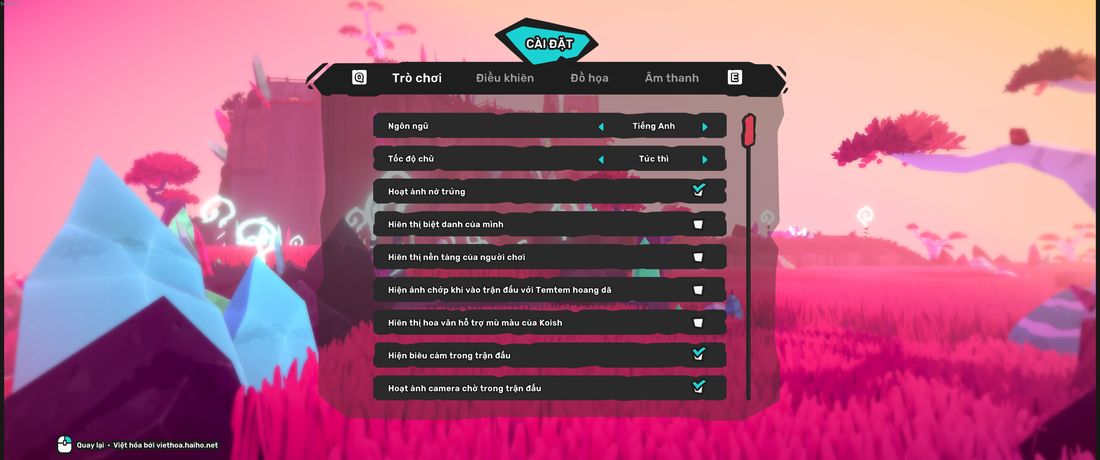 CÀI ĐẶT
Q Trò chơi Điều khiển Đồ họa Âm thanh E
Ngôn ngữ Tiếng Anh
Tốc độ chữ Tức thì
Hoạt ảnh nở trứng
Hiển thị biệt danh của mình
Hiển thị nền tảng của người chơi
Hiện ảnh chớp khi vào trận đấu với Temtem hoang dã
Hiển thị hoa văn hỗ trợ mù màu của Koish
Hiện biểu cảm trong trận đấu
Hoạt ảnh camera chờ trong trận đấu
Quay lại • Việt hóa bởi viethoa.haiho.net